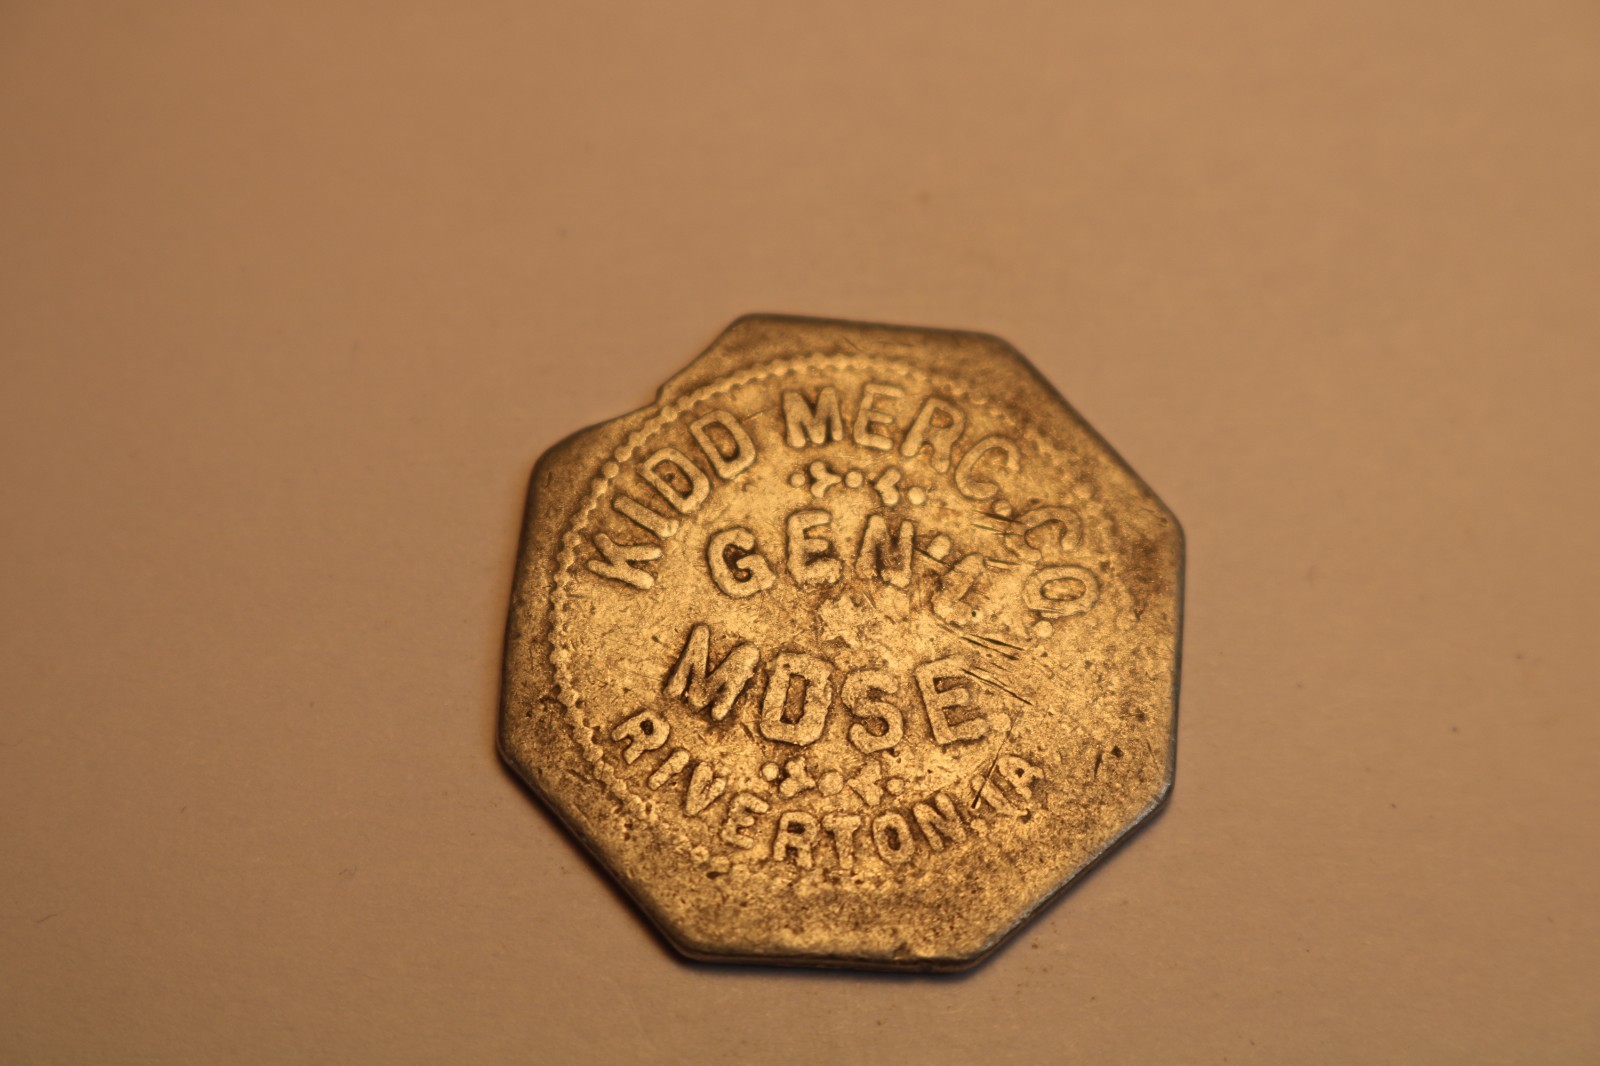 KIDD MERC. CO.
GEN'L
MDSE.
RIVERTON, IA